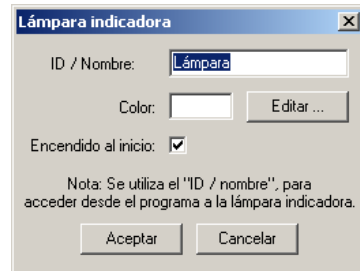 Lámpara indicadora
ID / Nombre: Lámpara
Color: Editar ...
Encendido al inicio:
Nota: Se utiliza el "ID / nombre", para
acceder desde el programa a la lámpara indicadora.
Aceptar Cancelar